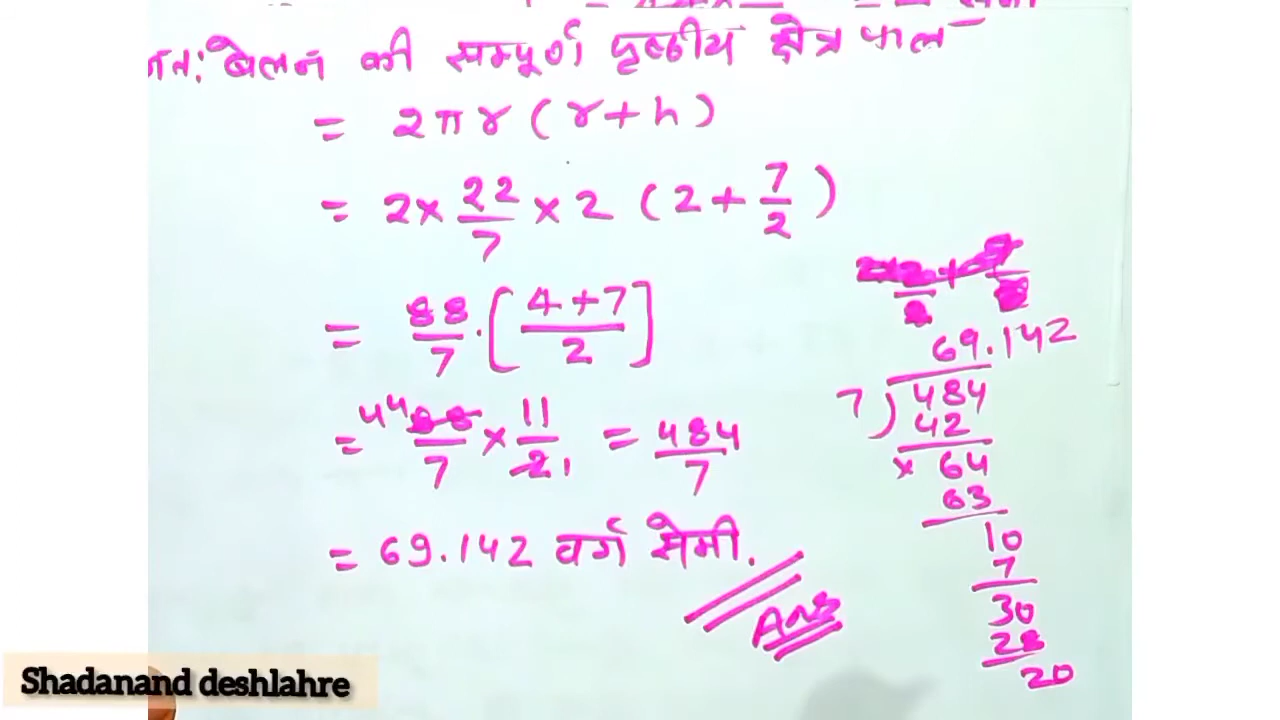 अत: बेलन की सम्पूर्ण पृष्ठीय क्षेत्रफल
= 2πr(r+h)
= 2× 22/7 ×2 (2+ 7/2)
= 88/7 · [4+7/2]
= 44 88/7 × 11/2 1 = 484/7
= 69.142 वर्ग सेमी.
Ans
69.142
7) 484
42
× 64
63
10
7
30
28
20
Shadanand deshlahre